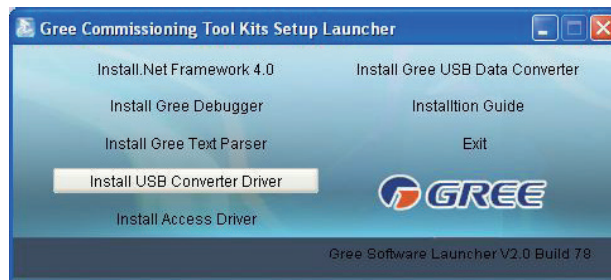 Gree Commissioning Tool Kits Setup Launcher
Install.Net Framework 4.0
Install Gree Debugger
Install Gree Text Parser
Install USB Converter Driver
Install Access Driver
Install Gree USB Data Converter
Installtion Guide
Exit
GREE
Gree Software Launcher V2.0 Build 78